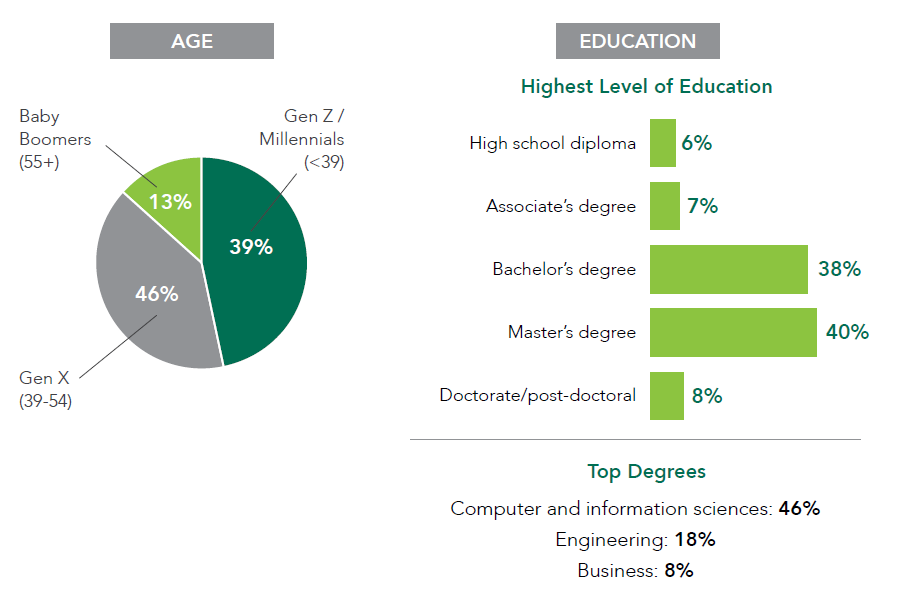 AGE
Baby
Boomers
(55+)
Gen Z /
Millennials
(<39)
13%
39%
46%
Gen X
(39-54)
EDUCATION
Highest Level of Education
High school diploma 6%
Associate’s degree 7%
Bachelor’s degree 38%
Master’s degree 40%
Doctorate/post-doctoral 8%
Top Degrees
Computer and information sciences: 46%
Engineering: 18%
Business: 8%